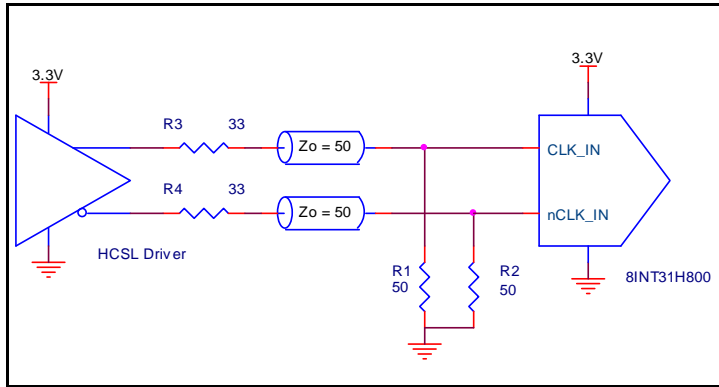 3.3V
3.3V
R3 33
Zo = 50
CLK_IN
R4 33
Zo = 50
nCLK_IN
HCSL Driver
R1
50
R2
50
8INT31H800